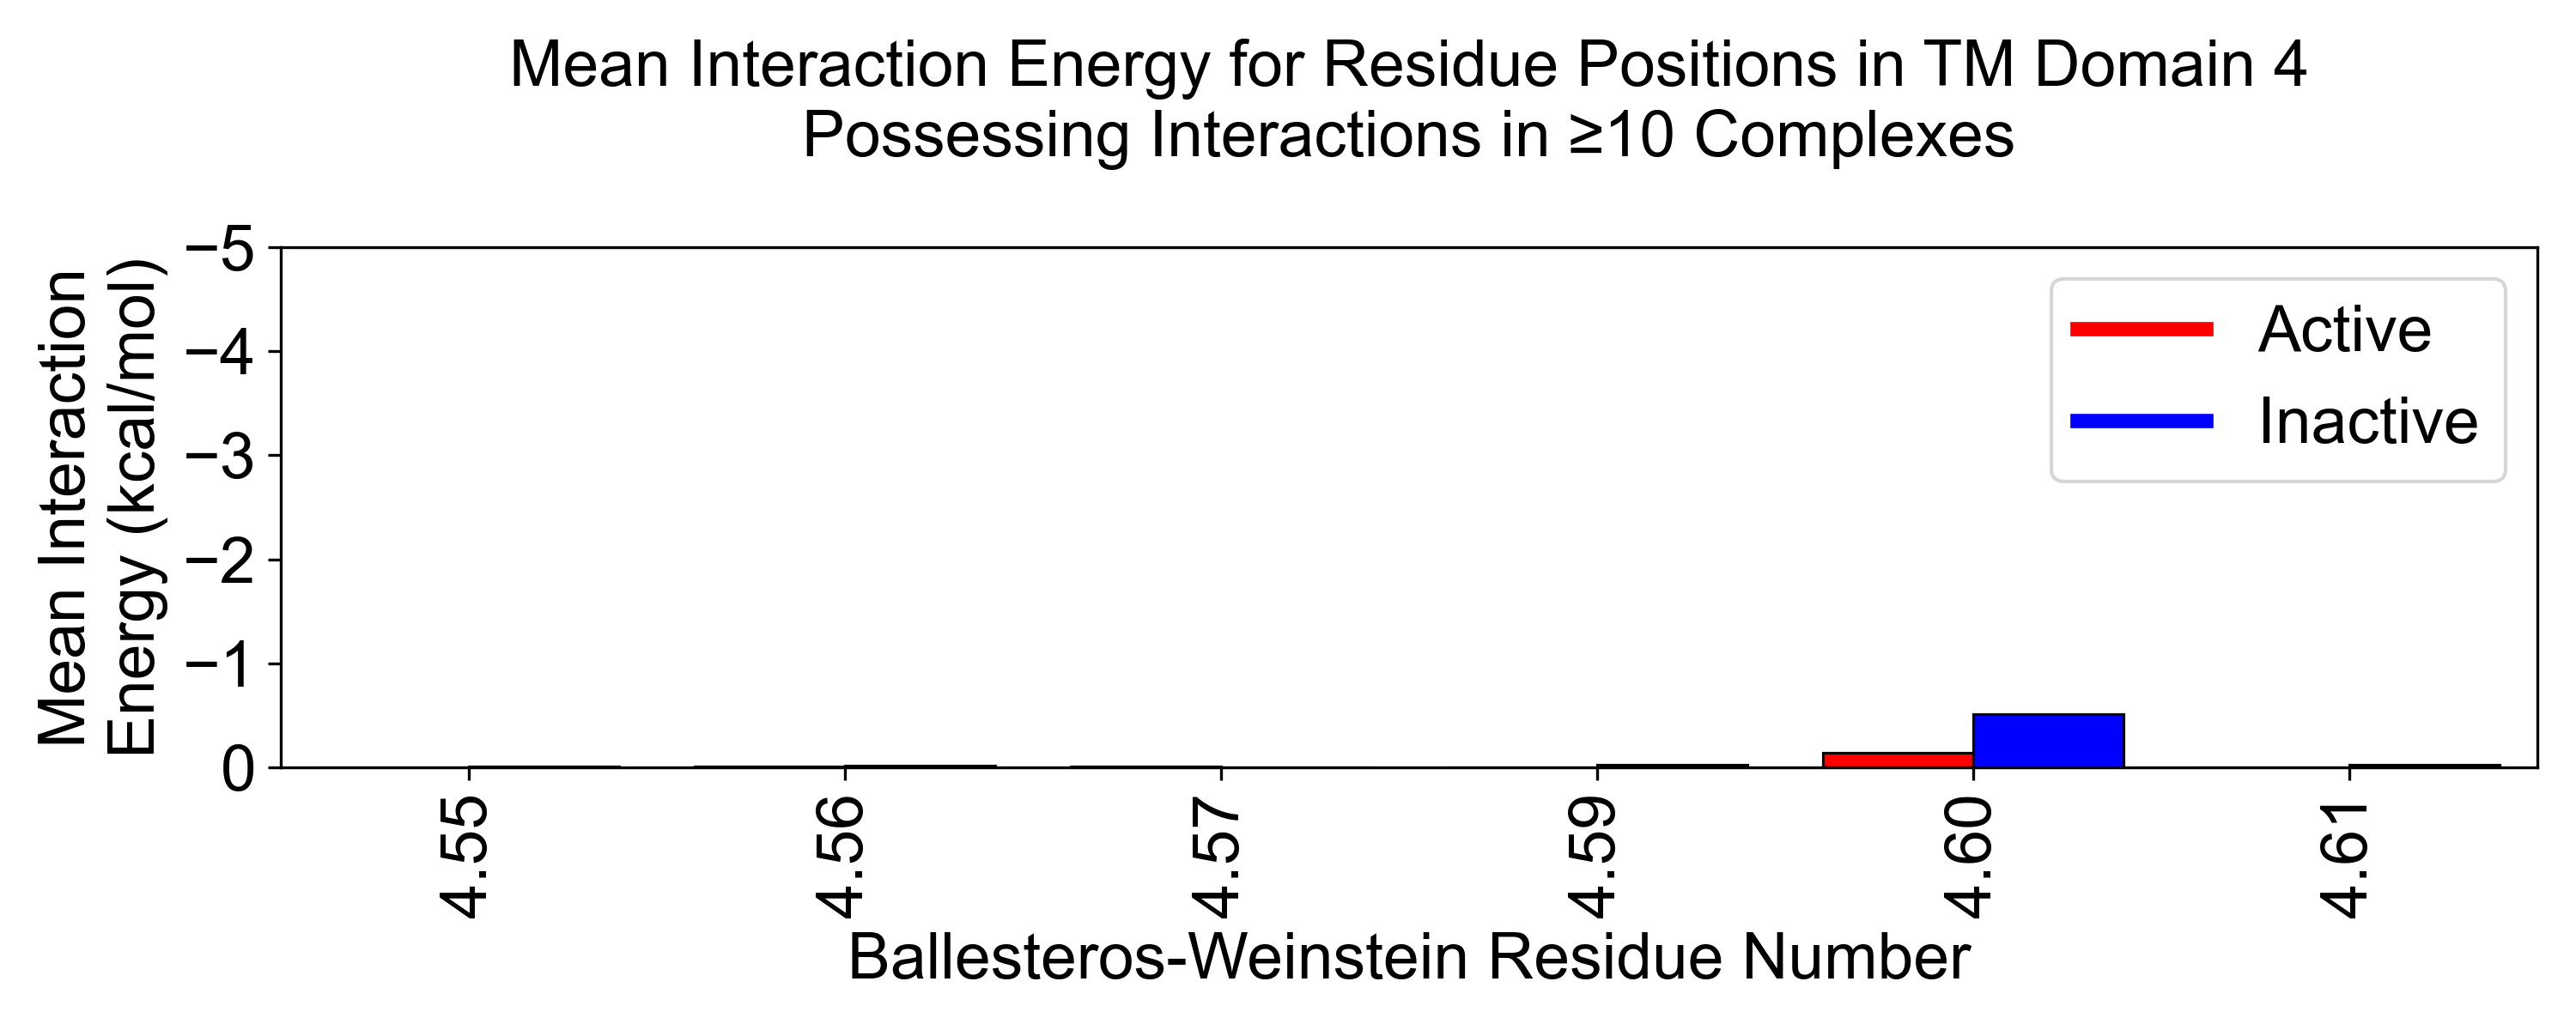 Mean Interaction Energy for Residue Positions in TM Domain 4
Possessing Interactions in ≥10 Complexes
Mean Interaction
Energy (kcal/mol)
−5
−4
−3
−2
−1
0
Active
Inactive
4.55
4.56
4.57
4.59
4.60
4.61
Ballesteros-Weinstein Residue Number